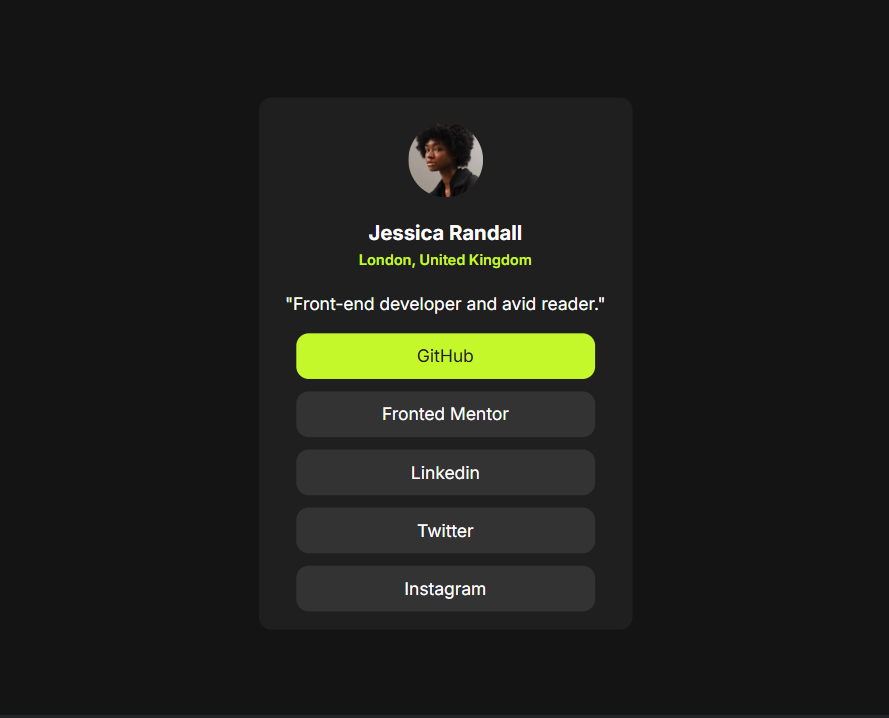 Jessica Randall
London, United Kingdom
"Front-end developer and avid reader."
GitHub
Fronted Mentor
Linkedin
Twitter
Instagram